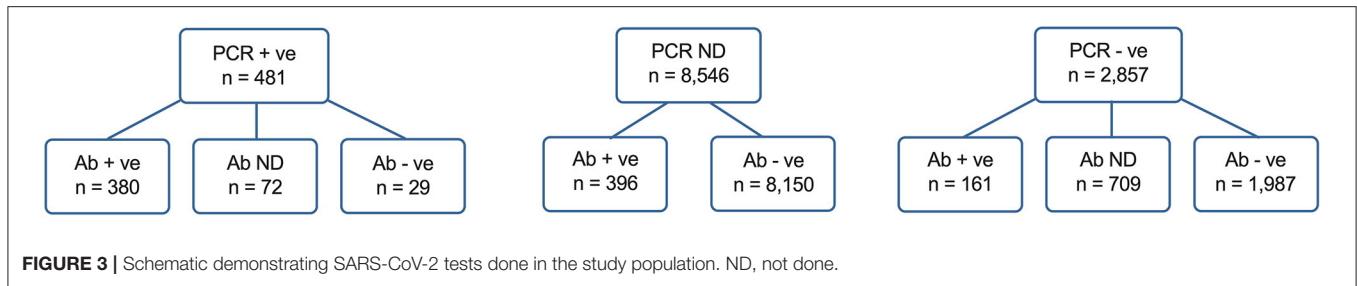 PCR + ve
n = 481
PCR ND
n = 8,546
PCR - ve
n = 2,857
Ab + ve
n = 380
Ab ND
n = 72
Ab - ve
n = 29
Ab + ve
n = 396
Ab - ve
n = 8,150
Ab + ve
n = 161
Ab ND
n = 709
Ab - ve
n = 1,987
FIGURE 3 | Schematic demonstrating SARS-CoV-2 tests done in the study population. ND, not done.